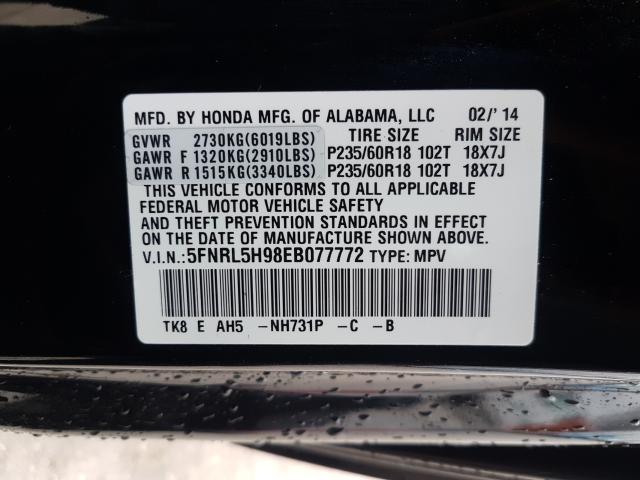 MFD. BY HONDA MFG. OF ALABAMA, LLC 02/'14
GVWR 2730KG(6019LBS) TIRE SIZE RIM SIZE
GAWR F 1320KG(2910LBS) P235/60R18 102T 18X7J
GAWR R 1515KG(3340LBS) P235/60R18 102T 18X7J
THIS VEHICLE CONFORMS TO ALL APPLICABLE
FEDERAL MOTOR VEHICLE SAFETY
AND THEFT PREVENTION STANDARDS IN EFFECT
ON THE DATE OF MANUFACTURE SHOWN ABOVE.
V.I.N.:5FNRL5H98EB077772 TYPE: MPV
TK8 E AH5 -NH731P -C -B